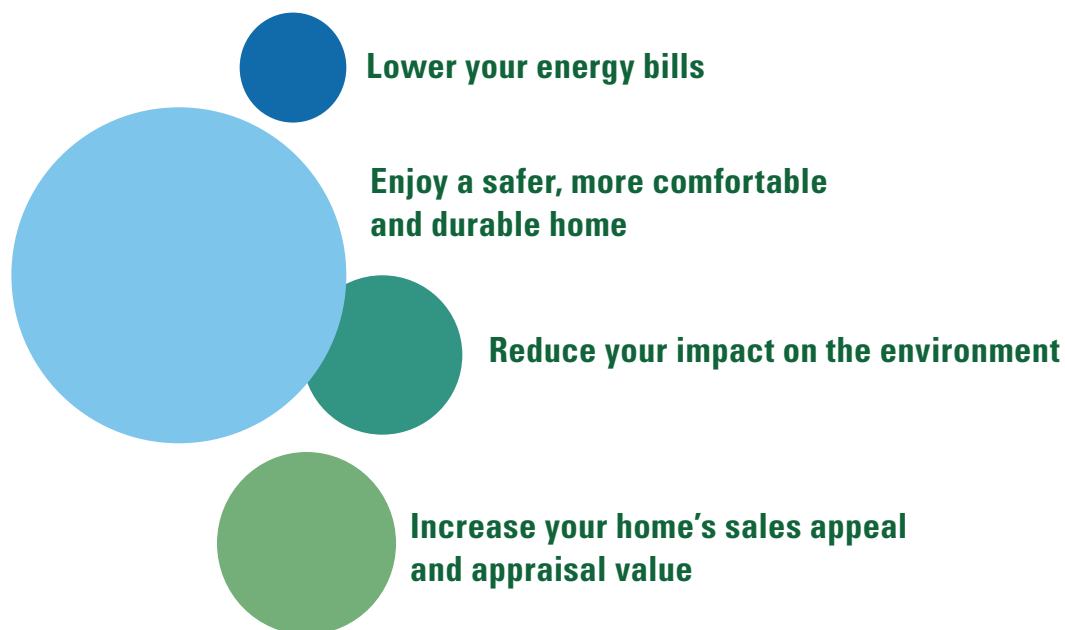 Lower your energy bills
Enjoy a safer, more comfortable
and durable home
Reduce your impact on the environment
Increase your home’s sales appeal
and appraisal value